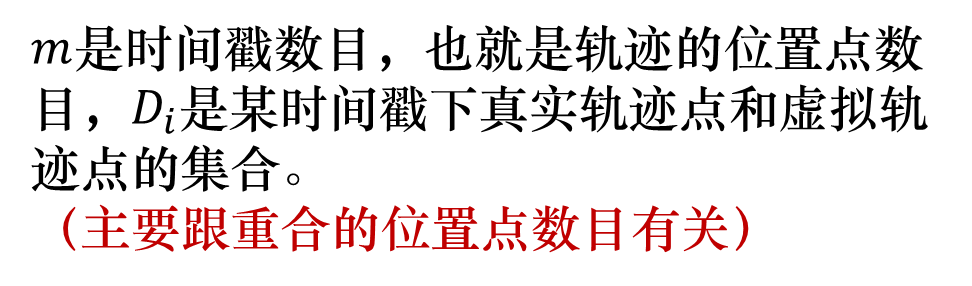 m是时间戳数目，也就是轨迹的位置点数
目，Dᵢ是某时间戳下真实轨迹点和虚拟轨
迹点的集合。
（主要跟重合的位置点数目有关）